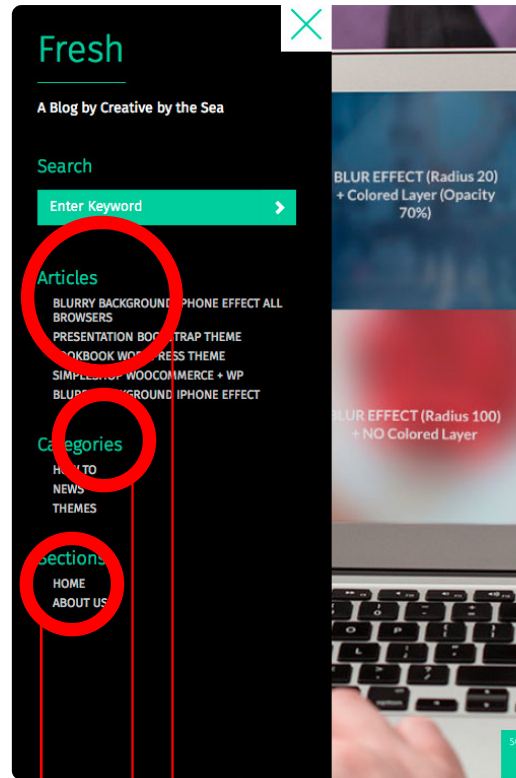 Fresh
A Blog by Creative by the Sea
Search
Enter Keyword
Articles
BLURRY BACKGROUND IPHONE EFFECT ALL
BROWSERS
PRESENTATION BOOTSTRAP THEME
LOOKBOOK WORDPRESS THEME
SIMPLESHOP WOOCOMMERCE + WP
BLURRY BACKGROUND IPHONE EFFECT
Categories
HOW TO
NEWS
THEMES
Sections
HOME
ABOUT US
BLUR EFFECT (Radius 20)
+ Colored Layer (Opacity
70%)
BLUR EFFECT (Radius 100)
+ NO Colored Layer